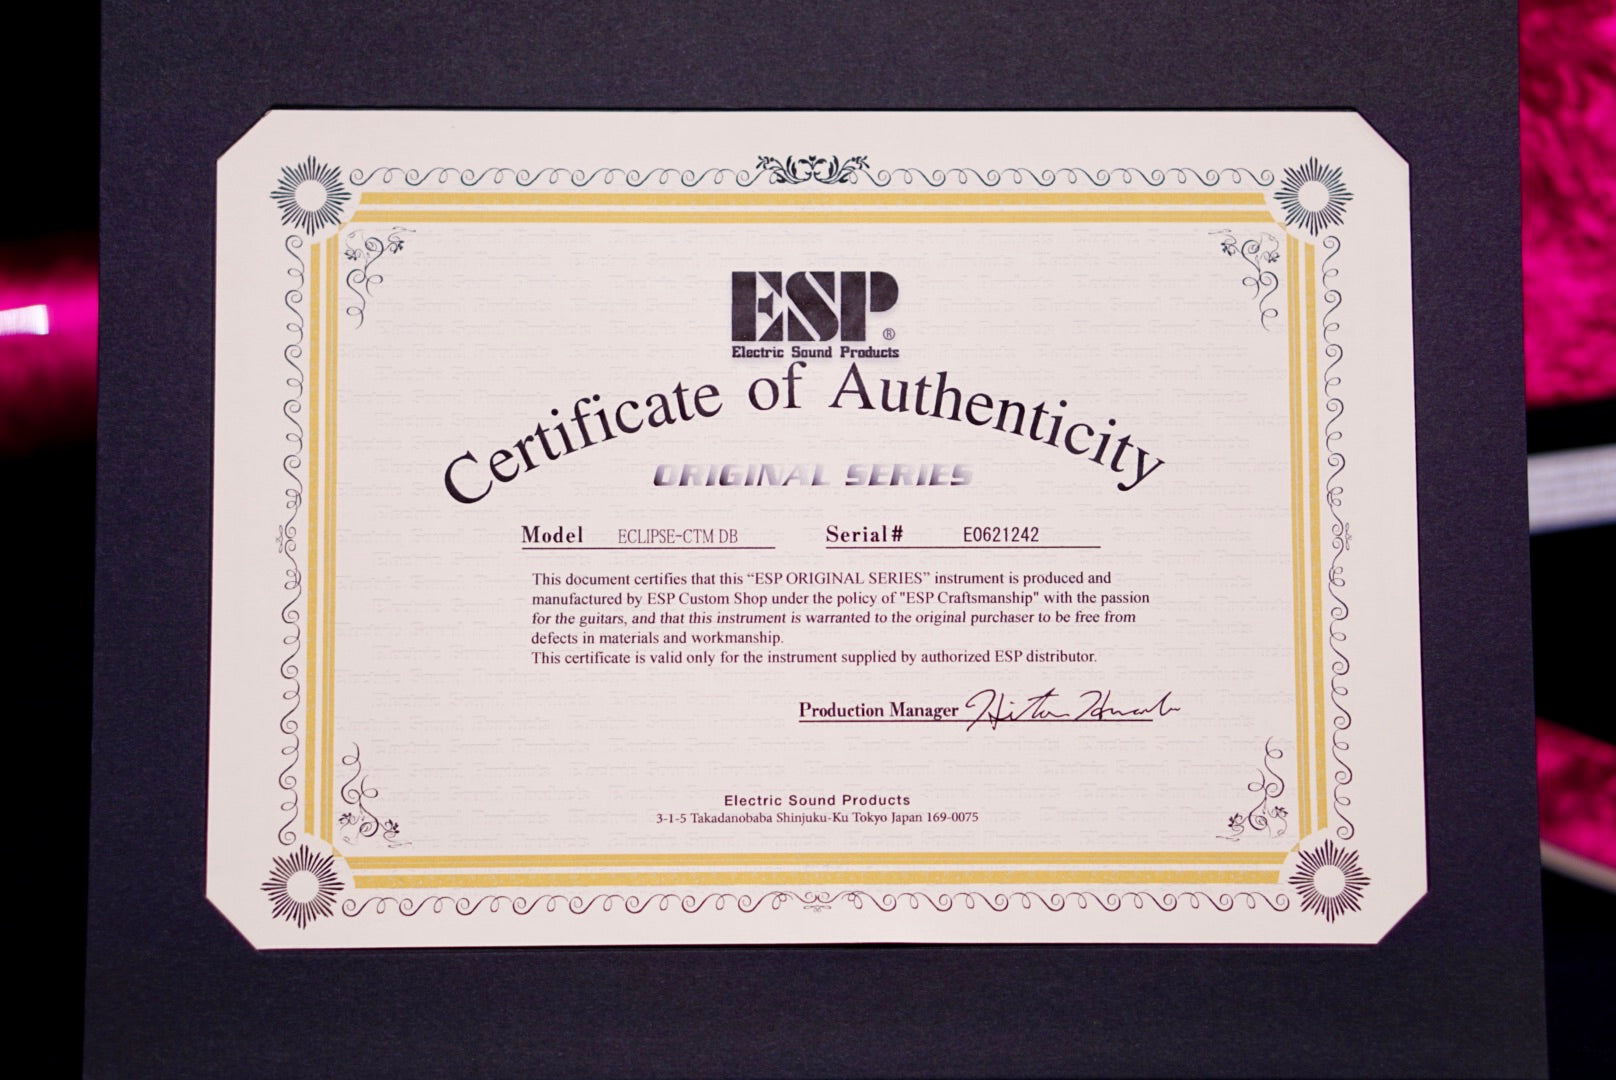 ESP®
Electric Sound Products
Certificate of Authenticity
ORIGINAL SERIES
Model ECLIPSE-CTM DB Serial# E0621242
This document certifies that this “ESP ORIGINAL SERIES” instrument is produced and
manufactured by ESP Custom Shop under the policy of "ESP Craftsmanship" with the passion
for the guitars, and that this instrument is warranted to the original purchaser to be free from
defects in materials and workmanship.
This certificate is valid only for the instrument supplied by authorized ESP distributor.
Production Manager
Electric Sound Products
3-1-5 Takadanobaba Shinjuku-Ku Tokyo Japan 169-0075